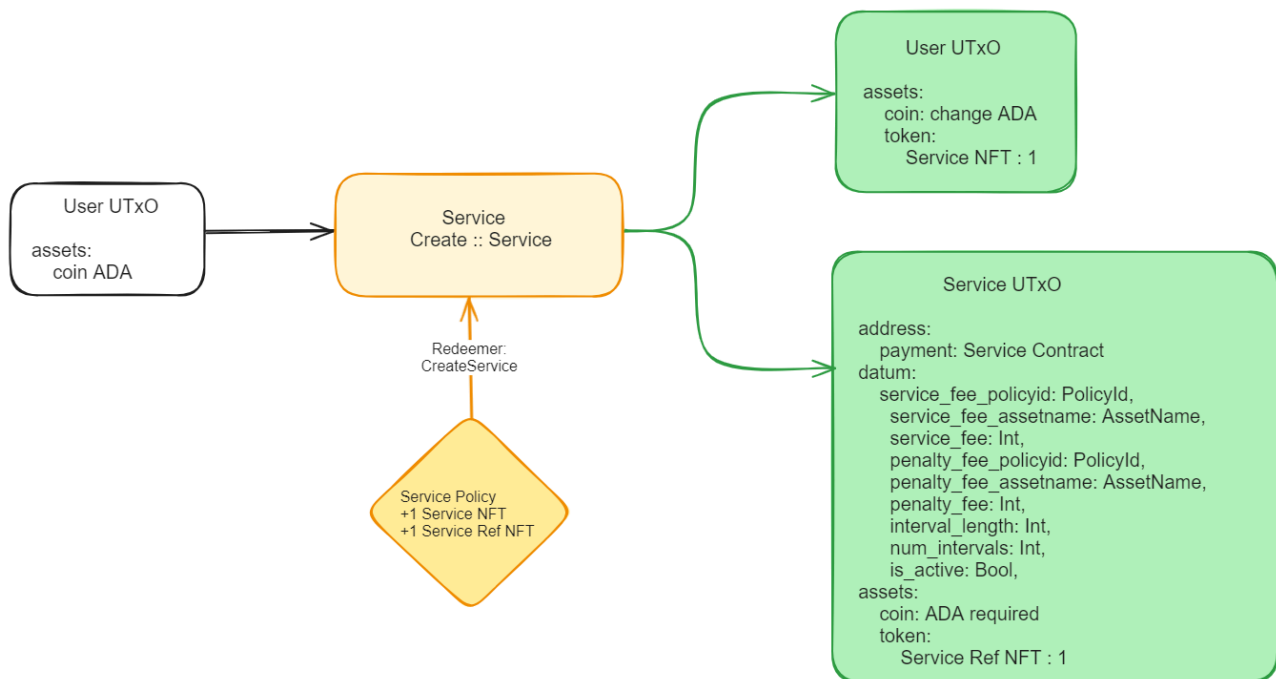 User UTxO
assets:
coin ADA
Service
Create :: Service
Redeemer:
CreateService
Service Policy
+1 Service NFT
+1 Service Ref NFT
User UTxO
assets:
coin: change ADA
token:
Service NFT : 1
Service UTxO
address:
payment: Service Contract
datum:
service_fee_policyid: PolicyId,
service_fee_assetname: AssetName,
service_fee: Int,
penalty_fee_policyid: PolicyId,
penalty_fee_assetname: AssetName,
penalty_fee: Int,
interval_length: Int,
num_intervals: Int,
is_active: Bool,
assets:
coin: ADA required
token:
Service Ref NFT : 1